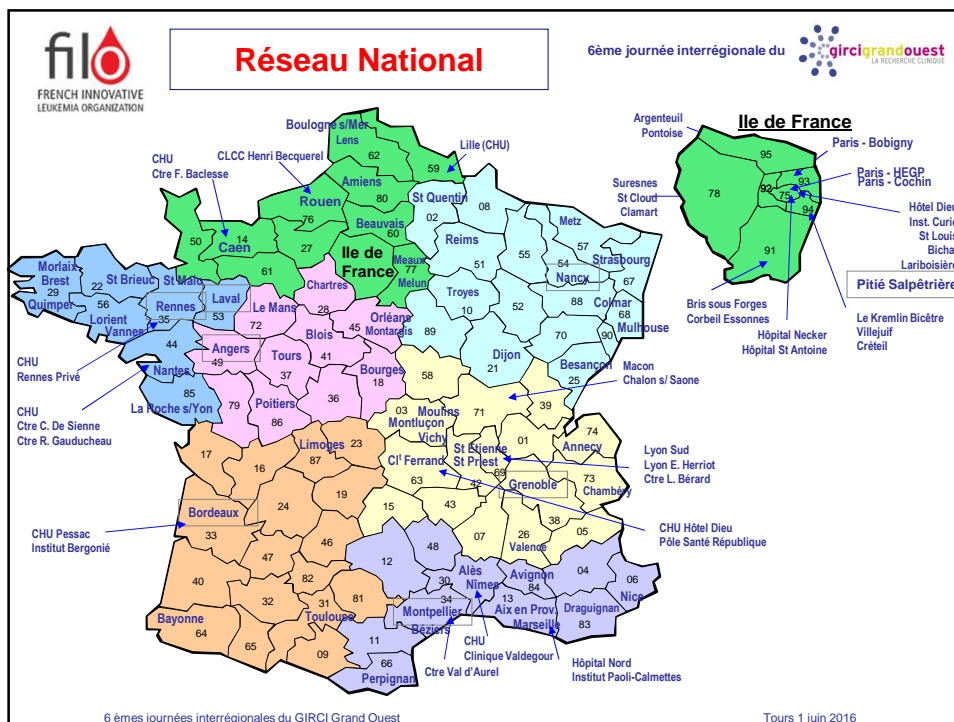 filo
FRENCH INNOVATIVE
LEUKEMIA ORGANIZATION
Réseau National
6ème journée interrégionale du
gircigrandouest
LA RECHERCHE CLINIQUE
Boulogne s/Mer
Lens
62
59
Lille (CHU)
CHU
Ctre F. Baclesse
CLCC Henri Becquerel
Amiens
80
Rouen
76
Beauvais
60
St Quentin
02
08
50
14
Caen
27
61
Ile de
France
Meaux
77
Melun
Reims
51
55
Metz
57
54
Nancy
Strasbourg
67
88
Colmar
68
Mulhouse
90
Troyes
10
52
70
89
Dijon
21
Besançon
25
Morlaix
Brest
29
Quimper
22
St Brieuc
St Malo
56
Lorient
Vannes
Rennes
35
Laval
53
44
Nantes
85
La Roche s/Yon
CHU
Rennes Privé
CHU
Ctre C. De Sienne
Ctre R. Gauducheau
Chartres
28
Le Mans
72
Orléans
45
Montargis
Blois
41
Angers
49
Tours
37
Bourges
18
36
79
Poitiers
86
58
Macon
Chalon s/ Saone
03
Moulins
Montluçon
Vichy
71
39
01
74
Annecy
St Etienne
St Priest
69
42
Clt Ferrand
63
Lyon Sud
Lyon E. Herriot
Ctre L. Bérard
Grenoble
38
73
Chambéry
15
43
07
26
Valence
05
CHU Hôtel Dieu
Pôle Santé République
17
16
Limoges
87
23
19
24
Bordeaux
33
CHU Pessac
Institut Bergonié
47
46
40
82
32
31
Toulouse
81
Bayonne
64
65
09
12
48
30
Alès
Nîmes
34
Montpellier
Béziers
11
66
Perpignan
Avignon
84
13
Aix en Prov.
Marseille
04
06
Nice
Draguignan
83
CHU
Clinique Valdegour
Ctre Val d'Aurel
Hôpital Nord
Institut Paoli-Calmettes
Ile de France
Argenteuil
Pontoise
95
Paris - Bobigny
Paris - HEGP
Paris - Cochin
78
92
93
75
94
91
Suresnes
St Cloud
Clamart
Hôtel Dieu
Inst. Curie
St Louis
Lariboisière
Pitié Salpêtrière
Bris sous Forges
Corbeil Essonnes
Hôpital Necker
Hôpital St Antoine
Le Kremlin Bicêtre
Villejuif
Créteil
6 èmes journées interrégionales du GIRCI Grand Ouest
Tours 1 juin 2016